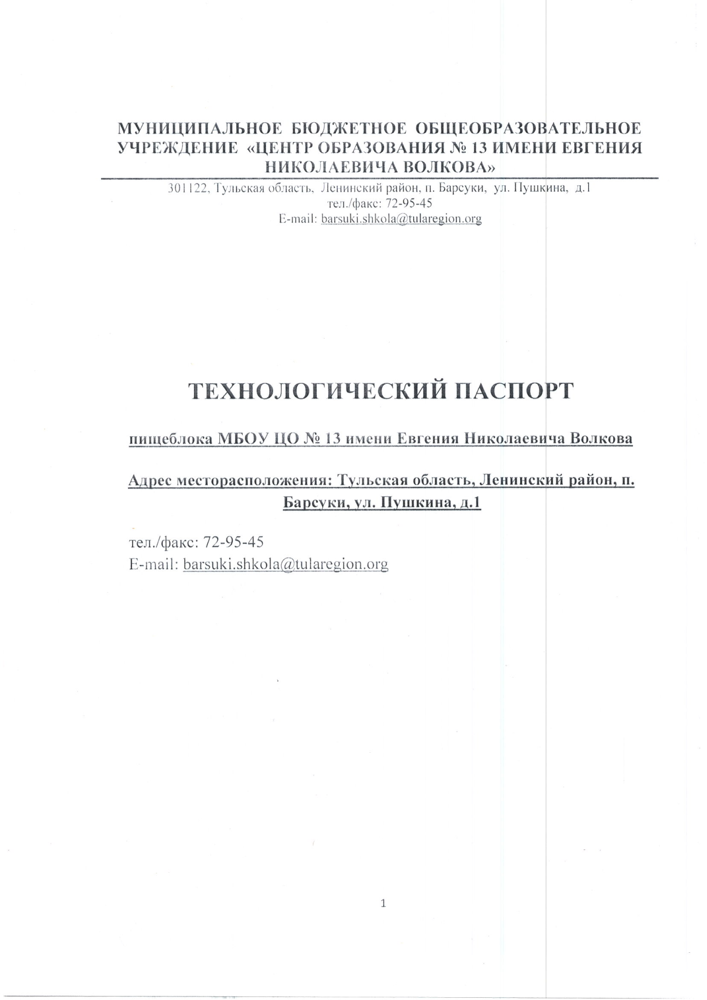 МУНИЦИПАЛЬНОЕ БЮДЖЕТНОЕ ОБЩЕОБРАЗОВАТЕЛЬНОЕ
УЧРЕЖДЕНИЕ «ЦЕНТР ОБРАЗОВАНИЯ № 13 ИМЕНИ ЕВГЕНИЯ
НИКОЛАЕВИЧА ВОЛКОВА»
301122, Тульская область, Ленинский район, п. Барсуки, ул. Пушкина, д.1
тел./факс: 72-95-45
E-mail: barsuki.shkola@tularegion.org
ТЕХНОЛОГИЧЕСКИЙ ПАСПОРТ
пищеблока МБОУ ЦО № 13 имени Евгения Николаевича Волкова
Адрес месторасположения: Тульская область, Ленинский район, п.
Барсуки, ул. Пушкина, д.1
тел./факс: 72-95-45
E-mail: barsuki.shkola@tularegion.org
1